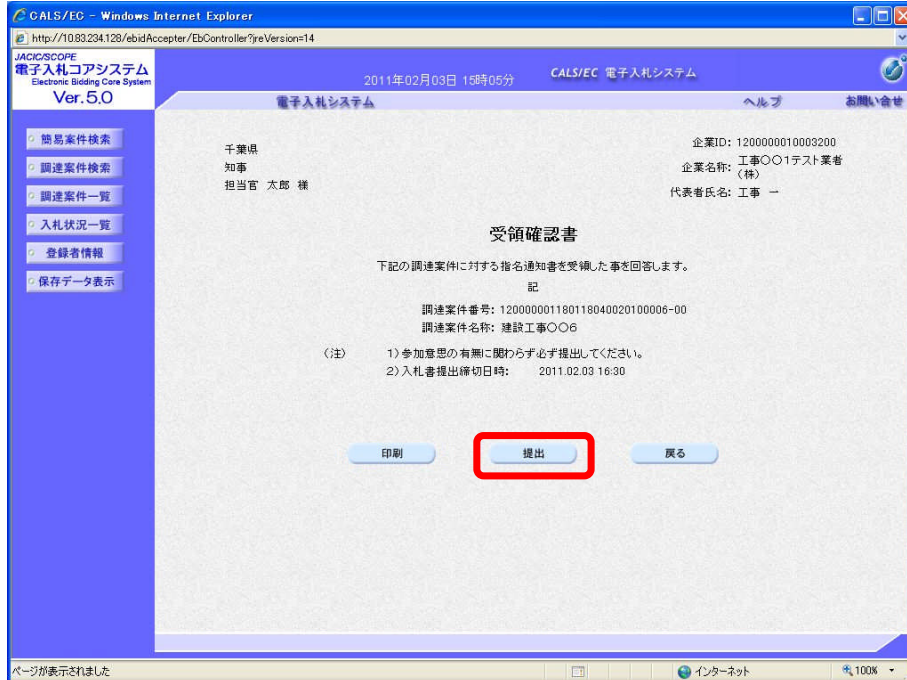 CALS/EC - Windows Internet Explorer
http://10.83.234.128/ebidAccepter/EbController?jreVersion=14
JACIC/SCOPE
電子入札コアシステム
Electronic Bidding Core System
Ver.5.0
2011年02月03日 15時05分
CALS/EC 電子入札システム
電子入札システム
ヘルプ
お問い合せ
簡易案件検索
調達案件検索
調達案件一覧
入札状況一覧
登録者情報
保存データ表示
千葉県
知事
担当官 太郎 様
企業ID: 1200000010003200
企業名称: 工事〇〇1テスト業者
(株)
代表者氏名: 工事 一
受領確認書
下記の調達案件に対する指名通知書を受領した事を回答します。
記
調達案件番号: 120000001180118040020100006-00
調達案件名称: 建設工事〇〇6
(注) 1)参加意思の有無に関わらず必ず提出してください。
2)入札書提出締切日時: 2011.02.03 16:30
印刷
提出
戻る
ページが表示されました
インターネット
100%